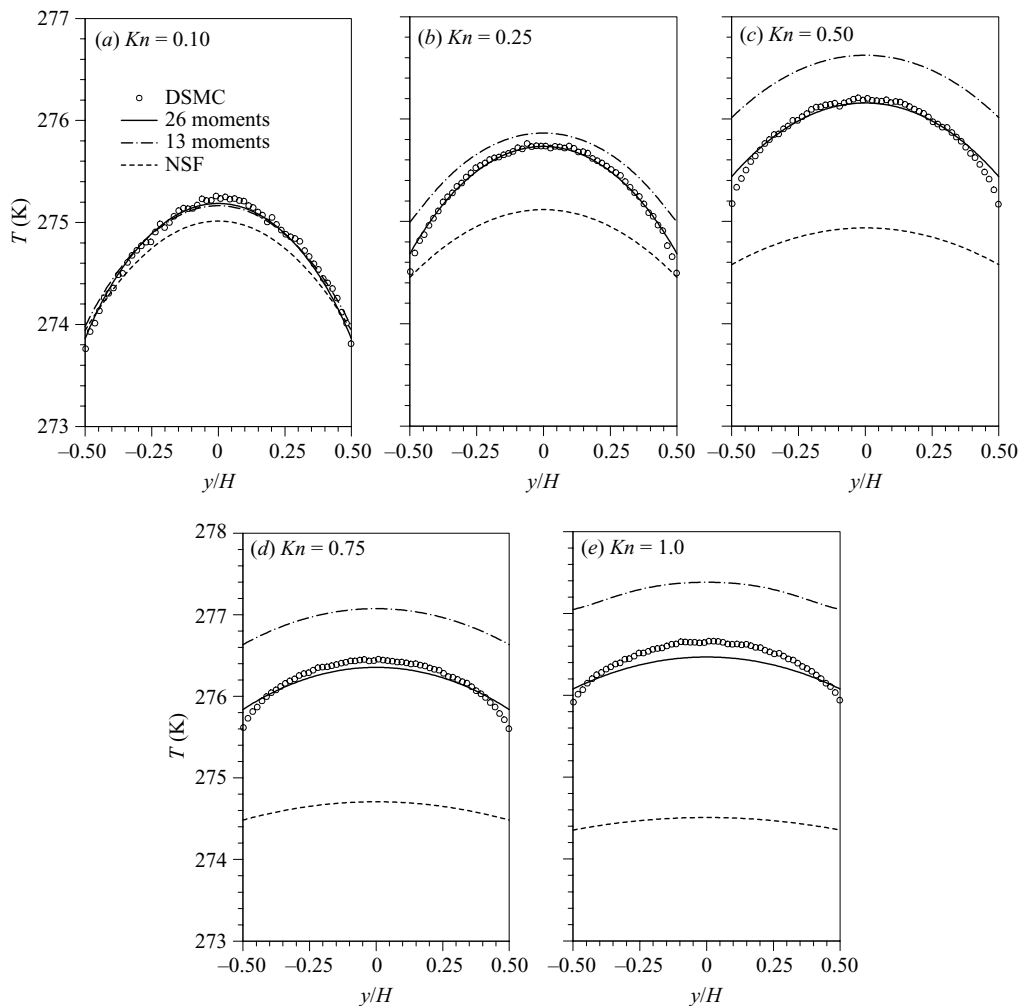 277
276
275
274
273
T (K)
(a) Kn = 0.10
DSMC
26 moments
13 moments
NSF
(b) Kn = 0.25
(c) Kn = 0.50
–0.50 –0.25 0 0.25 0.50
–0.50 –0.25 0 0.25 0.50
–0.50 –0.25 0 0.25 0.50
y/H
y/H
y/H
278
277
276
275
274
273
T (K)
(d) Kn = 0.75
(e) Kn = 1.0
–0.50 –0.25 0 0.25 0.50
–0.50 –0.25 0 0.25 0.50
y/H
y/H